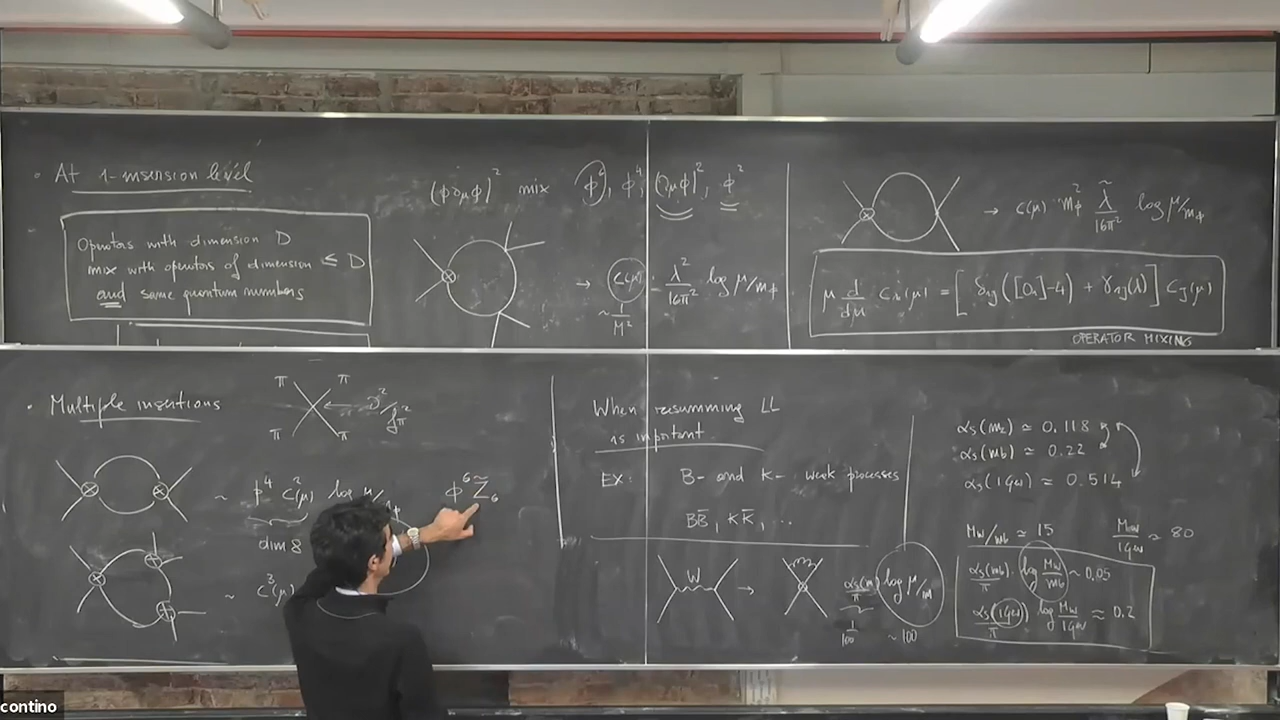 • At 1-insertion level
Operators with dimension D
mix with operators of dimension ≤ D
and same quantum numbers
(φ∂μφ)² mix φ⁶, φ⁴, (∂μφ)², φ²
→ c(μ) λ²/16π² log μ/mφ
~ 1/M²
→ c(μ) mφ² λ̃/16π² log μ/mφ
μ d/dμ cᵢ(μ) = [δᵢⱼ([Oᵢ]-4) + γᵢⱼ(λ)] cⱼ(μ)
OPERATOR MIXING
• Multiple insertions
π π
π π
← ∂²/f²π
~ p⁴ c²(μ) log μ/
dim 8
~ c³(μ)
φ⁶ Z̃₆
When resumming LL
is important
EX: B- and K- weak processes
BB̄, KK̄, ...
W →
αs(m)/π log μ/m
1/100 ~ 100
αs(mz) ≃ 0.118
αs(mb) ≃ 0.22
αs(1GeV) ≃ 0.514
Mw/mb ≃ 15
Mw/1GeV ≃ 80
αs(mb)/π · log Mw/mb ~ 0.05
αs(1GeV)/π log Mw/1GeV ≈ 0.2
contino